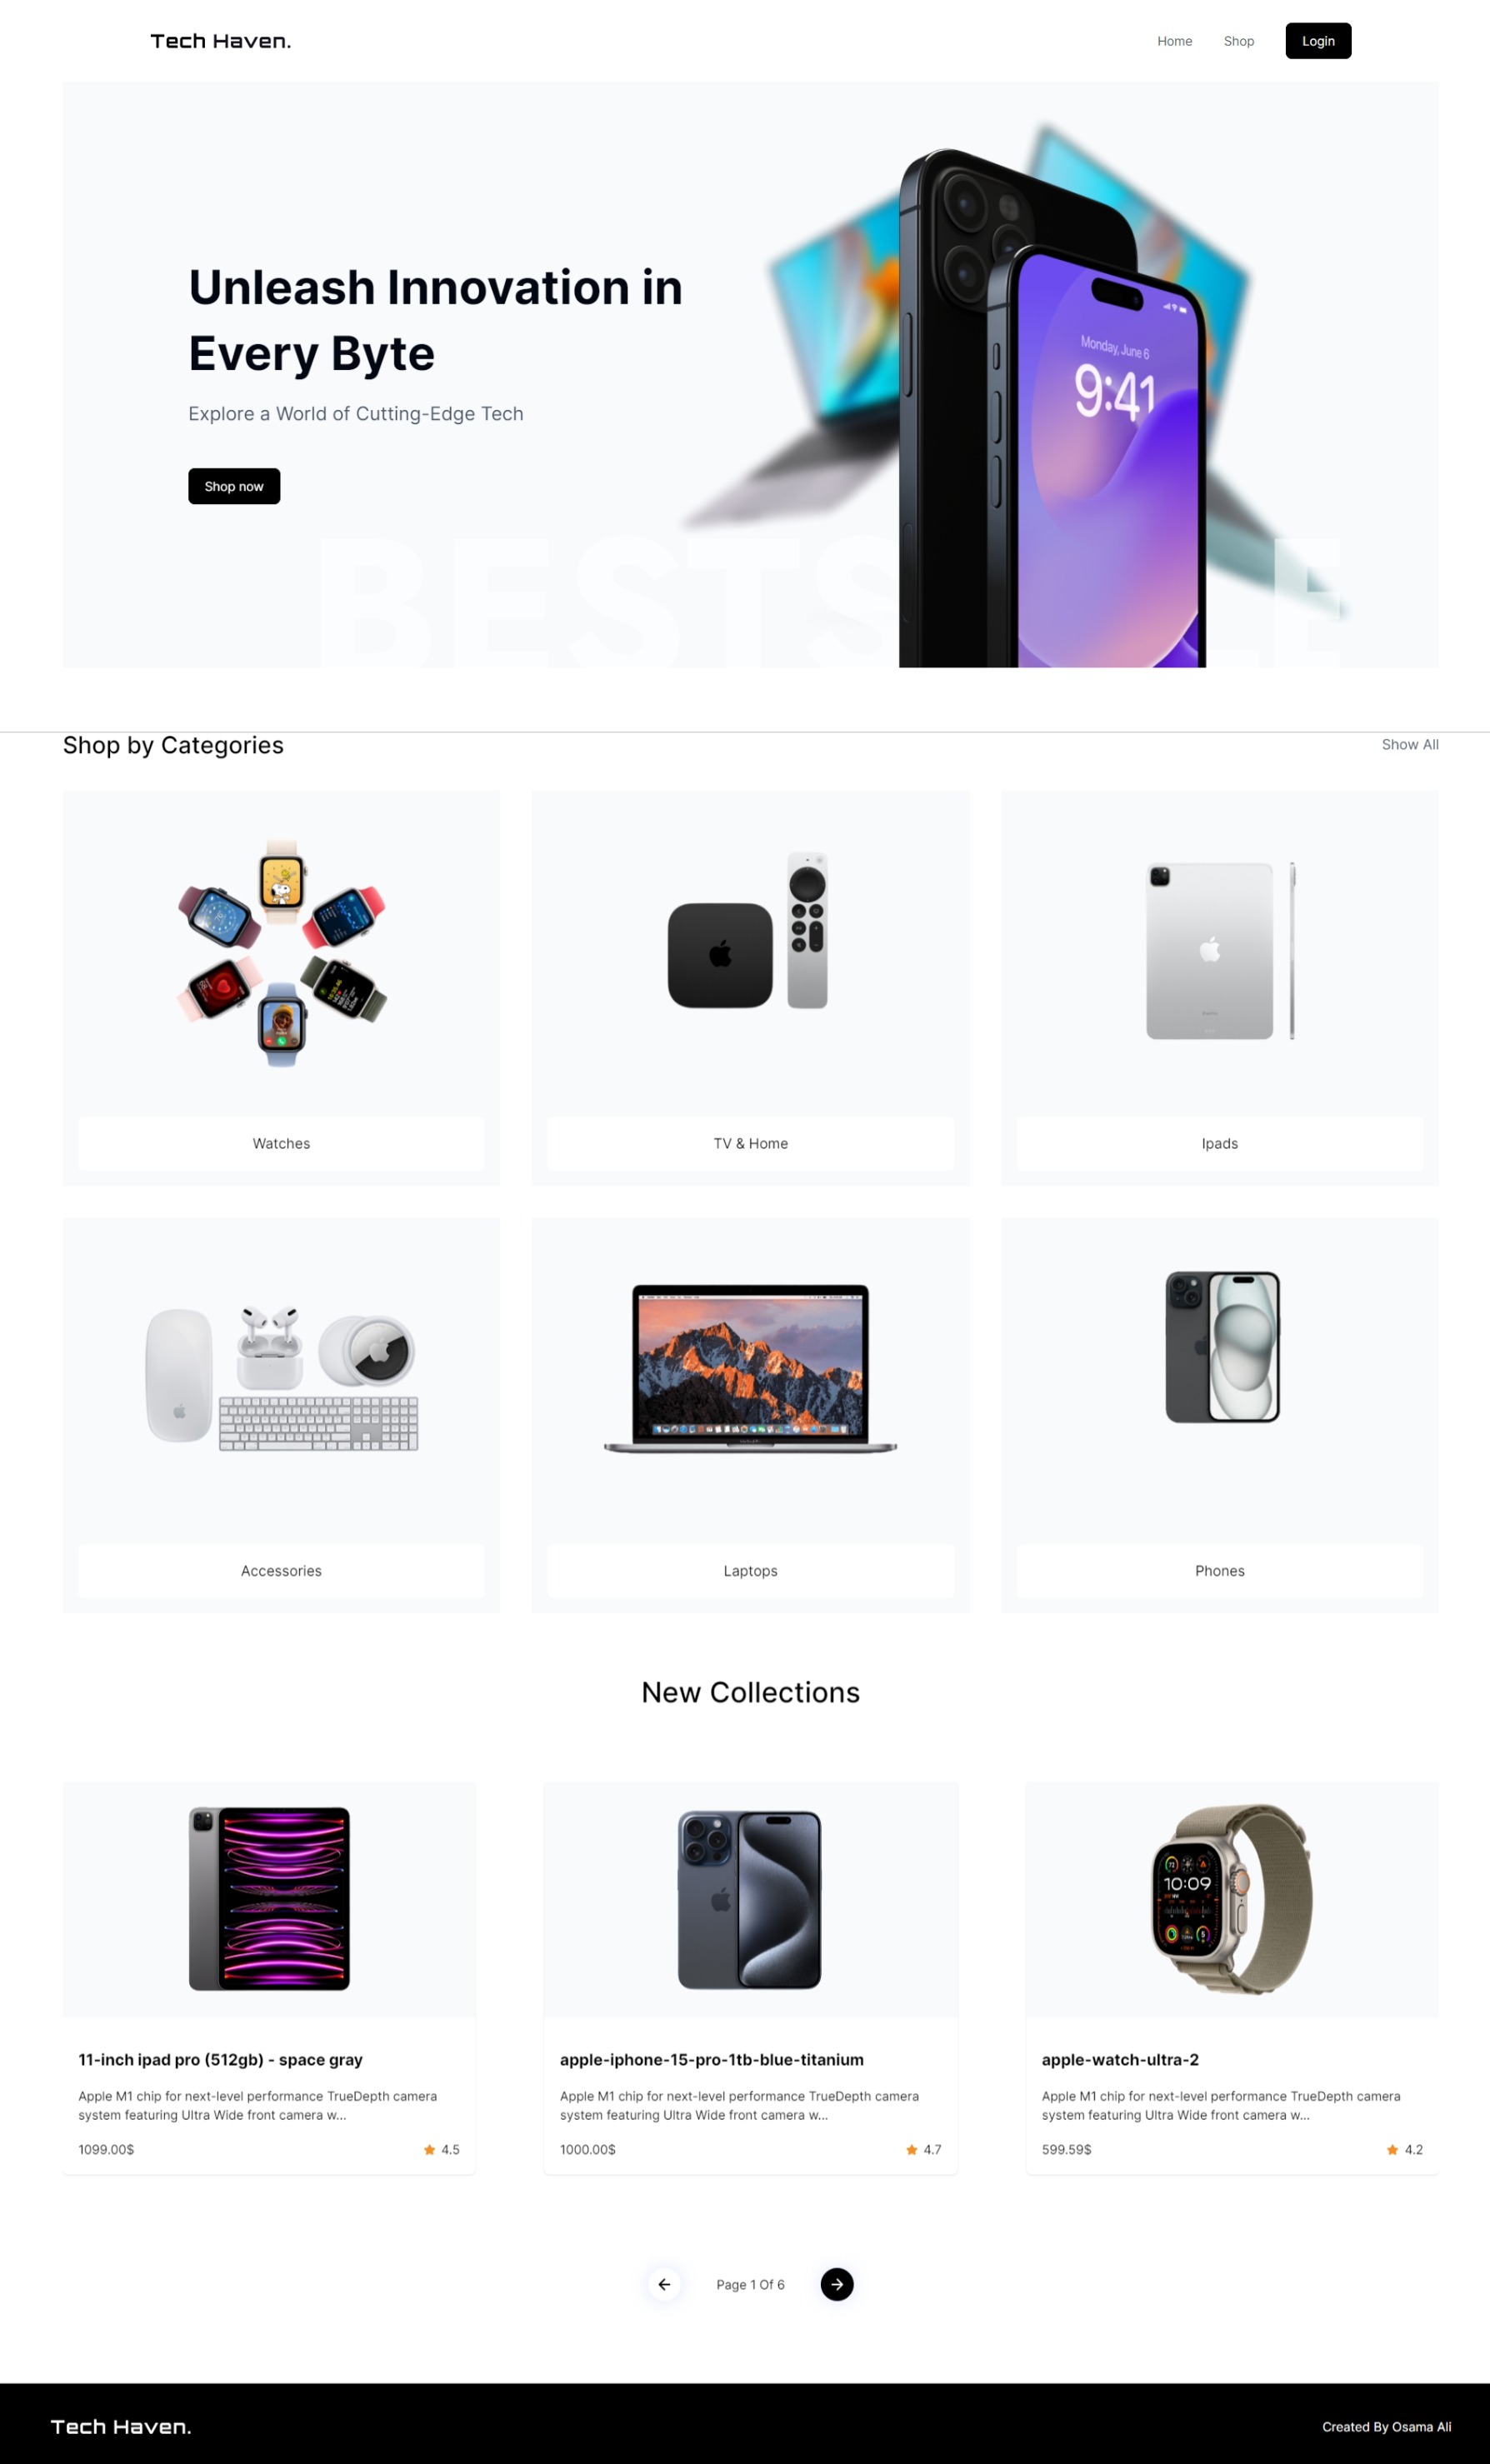 Tech Haven.
Home
Shop
Login
Unleash Innovation in
Every Byte
Explore a World of Cutting-Edge Tech
Shop now
Monday, June 6
9:41
Shop by Categories
Show All
Watches
TV & Home
Ipads
Accessories
Laptops
Phones
New Collections
10:09
11-inch ipad pro (512gb) - space gray
Apple M1 chip for next-level performance TrueDepth camera
system featuring Ultra Wide front camera w...
1099.00$
4.5
apple-iphone-15-pro-1tb-blue-titanium
Apple M1 chip for next-level performance TrueDepth camera
system featuring Ultra Wide front camera w...
1000.00$
4.7
apple-watch-ultra-2
Apple M1 chip for next-level performance TrueDepth camera
system featuring Ultra Wide front camera w...
599.59$
4.2
Page 1 Of 6
Tech Haven.
Created By Osama Ali